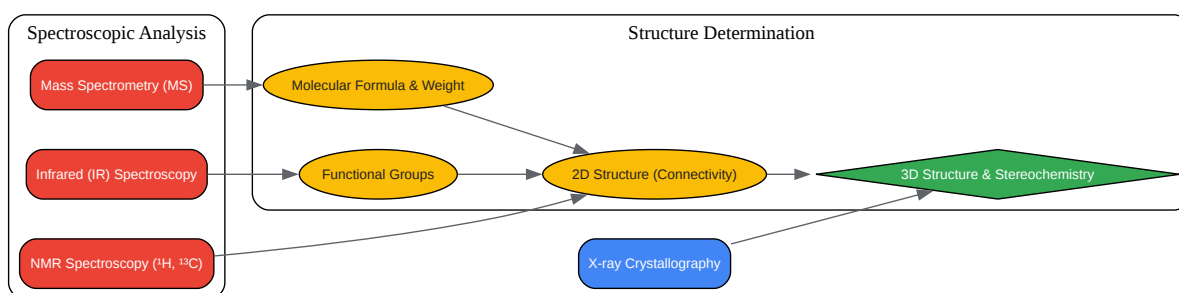 Spectroscopic Analysis
Structure Determination
Mass Spectrometry (MS)
Molecular Formula & Weight
Infrared (IR) Spectroscopy
Functional Groups
2D Structure (Connectivity)
3D Structure & Stereochemistry
NMR Spectroscopy (¹H, ¹³C)
X-ray Crystallography